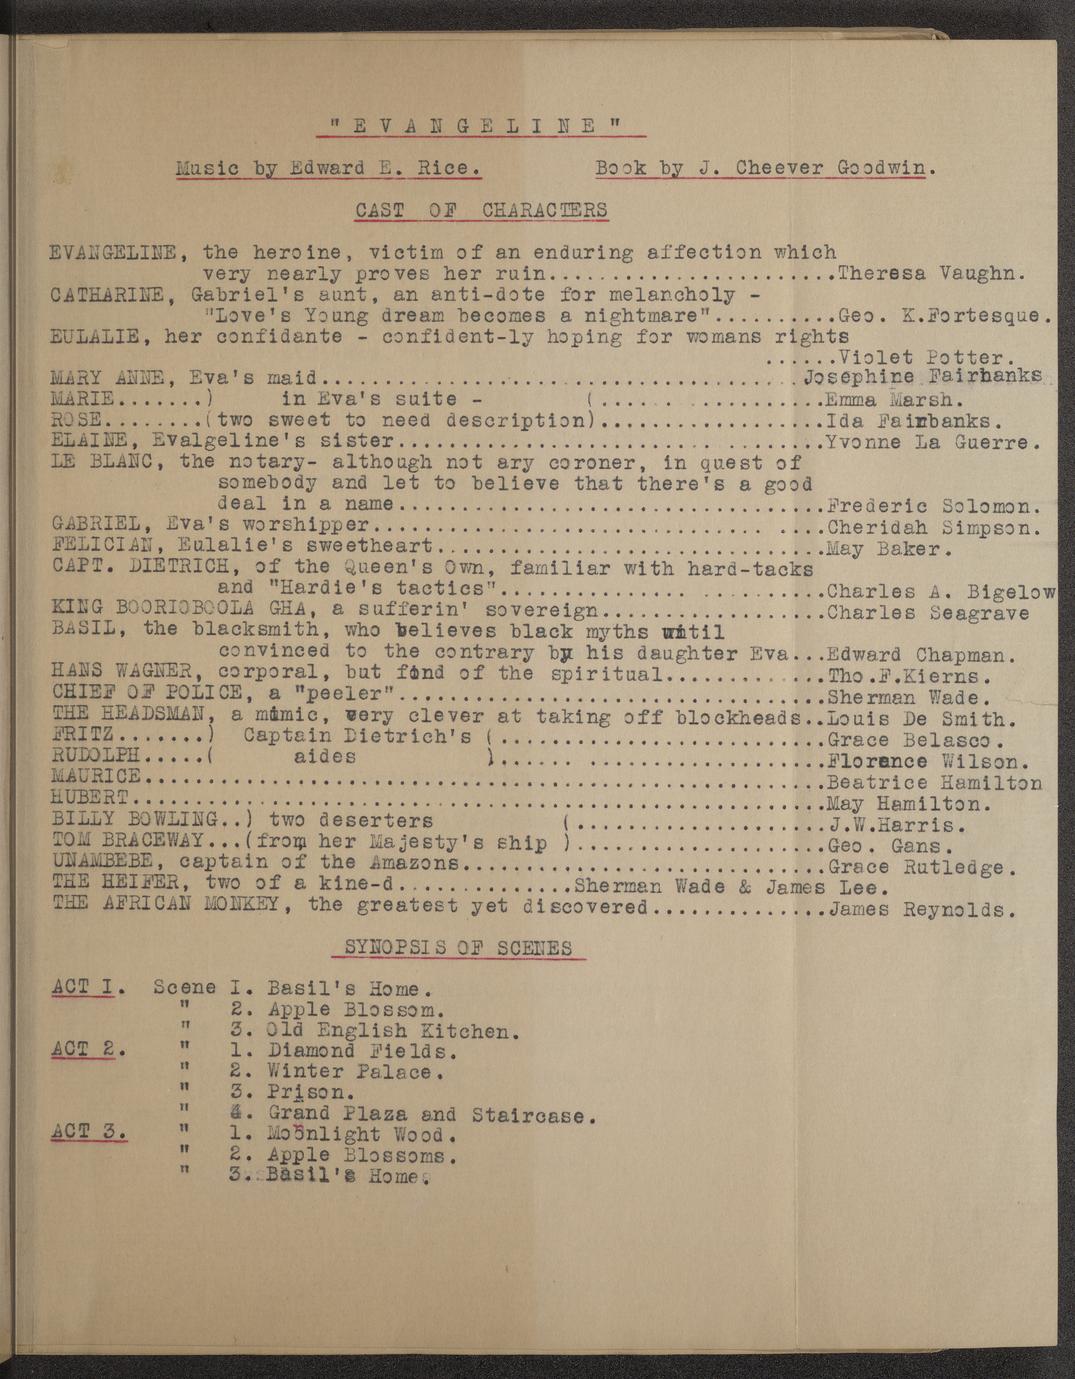 "EVANGELINE"
Music by Edward E. Rice. Book by J. Cheever Goodwin.
CAST OF CHARACTERS
EVANGELINE, the heroine, victim of an enduring affection which
very nearly proves her ruin.......................Theresa Vaughn.
CATHARINE, Gabriel's aunt, an anti-dote for melancholy -
"Love's Young dream becomes a nightmare"..........Geo. K.Fortesque.
EULALIE, her confidante - confident-ly hoping for womans rights
......Violet Potter.
MARY ANNE, Eva's maid......................................Josephine Fairbanks.
MARIE.......) in Eva's suite - (..................Emma Marsh.
ROSE........(two sweet to need description)..................Ida Fairbanks.
ELAINE, Evalgeline's sister..................................Yvonne La Guerre.
LE BLANC, the notary- although not ary coroner, in quest of
somebody and let to believe that there's a good
deal in a name..................................Frederic Solomon.
GABRIEL, Eva's worshipper....................................Cheridah Simpson.
FELICIAN, Eulalie's sweetheart...............................May Baker.
CAPT. DIETRICH, of the Queen's Own, familiar with hard-tacks
and "Hardie's tactics"..........................Charles A. Bigelow
KING BOORIOBOOLA GHA, a sufferin' sovereign..................Charles Seagrave
BASIL, the blacksmith, who believes black myths until
convinced to the contrary by his daughter Eva...Edward Chapman.
HANS WAGNER, corporal, but fond of the spiritual.............Tho.F.Kierns.
CHIEF OF POLICE, a "peeler"..................................Sherman Wade.
THE HEADSMAN, a mimic, very clever at taking off blockheads..Louis De Smith.
FRITZ.......) Captain Dietrich's (..........................Grace Belasco.
RUDOLPH.....( aides )..........................Florence Wilson.
MAURICE......................................................Beatrice Hamilton
HUBERT.......................................................May Hamilton.
BILLY BOWLING..) two deserters (....................J.W.Harris.
TOM BRACEWAY...(from her Majesty's ship )....................Geo. Gans.
UNAMBEBE, captain of the Amazons.............................Grace Rutledge.
THE HEIFER, two of a kine-d..............Sherman Wade & James Lee.
THE AFRICAN MONKEY, the greatest yet discovered..............James Reynolds.
SYNOPSIS OF SCENES
ACT I. Scene I. Basil's Home.
" 2. Apple Blossom.
" 3. Old English Kitchen.
ACT 2. " 1. Diamond Fields.
" 2. Winter Palace.
" 3. Prison.
" 4. Grand Plaza and Staircase.
ACT 3. " 1. Moonlight Wood.
" 2. Apple Blossoms.
" 3. Basil's Home.